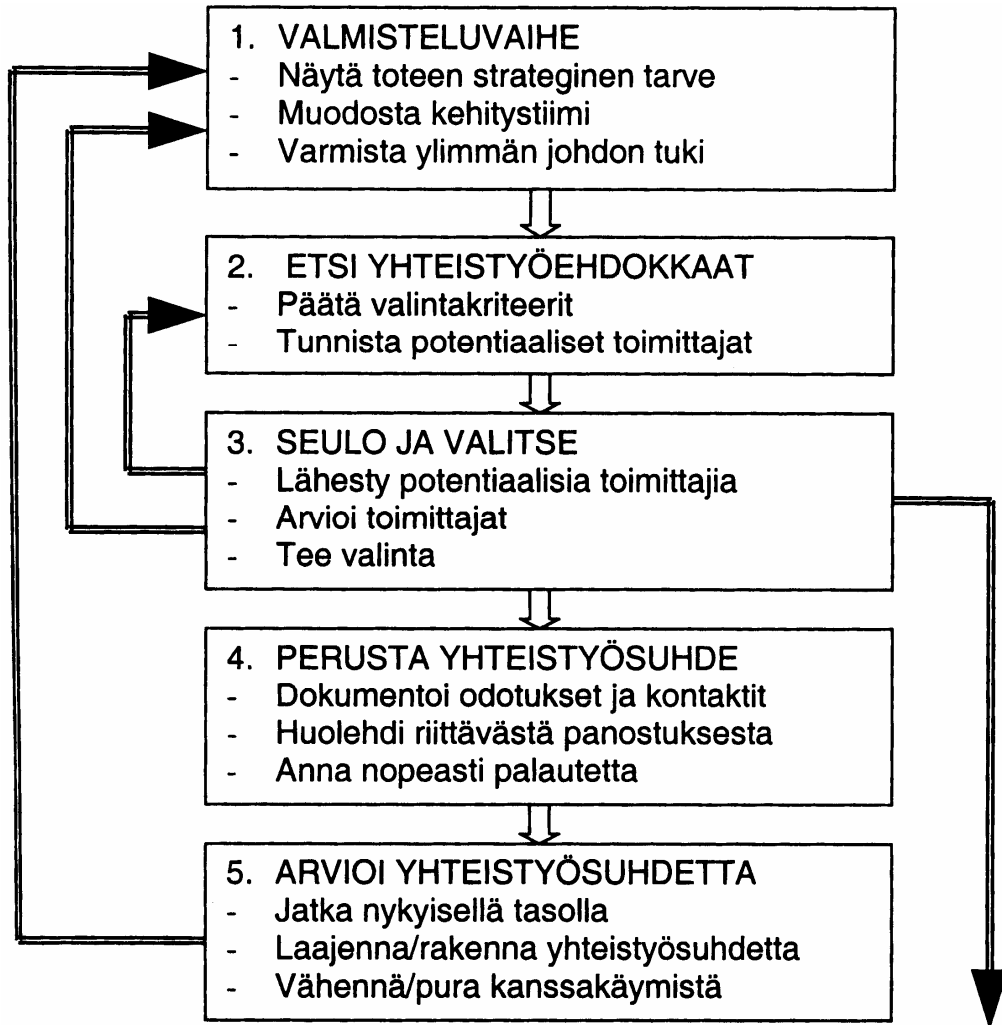 1. VALMISTELUVAIHE
- Näytä toteen strateginen tarve
- Muodosta kehitystiimi
- Varmista ylimmän johdon tuki
2. ETSI YHTEISTYÖEHDOKKAAT
- Päätä valintakriteerit
- Tunnista potentiaaliset toimittajat
3. SEULO JA VALITSE
- Lähesty potentiaalisia toimittajia
- Arvioi toimittajat
- Tee valinta
4. PERUSTA YHTEISTYÖSUHDE
- Dokumentoi odotukset ja kontaktit
- Huolehdi riittävästä panostuksesta
- Anna nopeasti palautetta
5. ARVIOI YHTEISTYÖSUHDETTA
- Jatka nykyisellä tasolla
- Laajenna/rakenna yhteistyösuhdetta
- Vähennä/pura kanssakäymistä